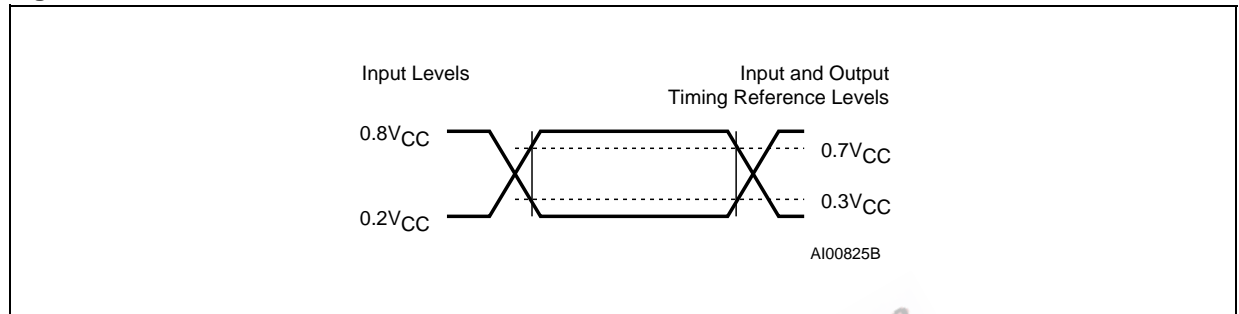 Input Levels
Input and Output
Timing Reference Levels
0.8VCC
0.7VCC
0.3VCC
0.2VCC
AI00825B